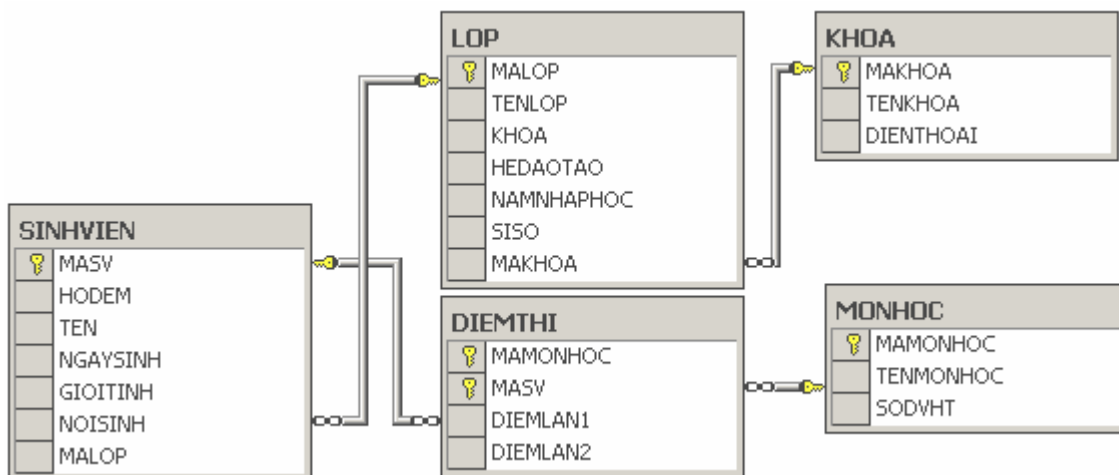 LOP
MALOP
TENLOP
KHOA
HEDAOTAO
NAMNHAPHOC
SISO
MAKHOA
KHOA
MAKHOA
TENKHOA
DIENTHOAI
SINHVIEN
MASV
HODEM
TEN
NGAYSINH
GIOITINH
NOISINH
MALOP
DIEMTHI
MAMONHOC
MASV
DIEMLAN1
DIEMLAN2
MONHOC
MAMONHOC
TENMONHOC
SODVHT